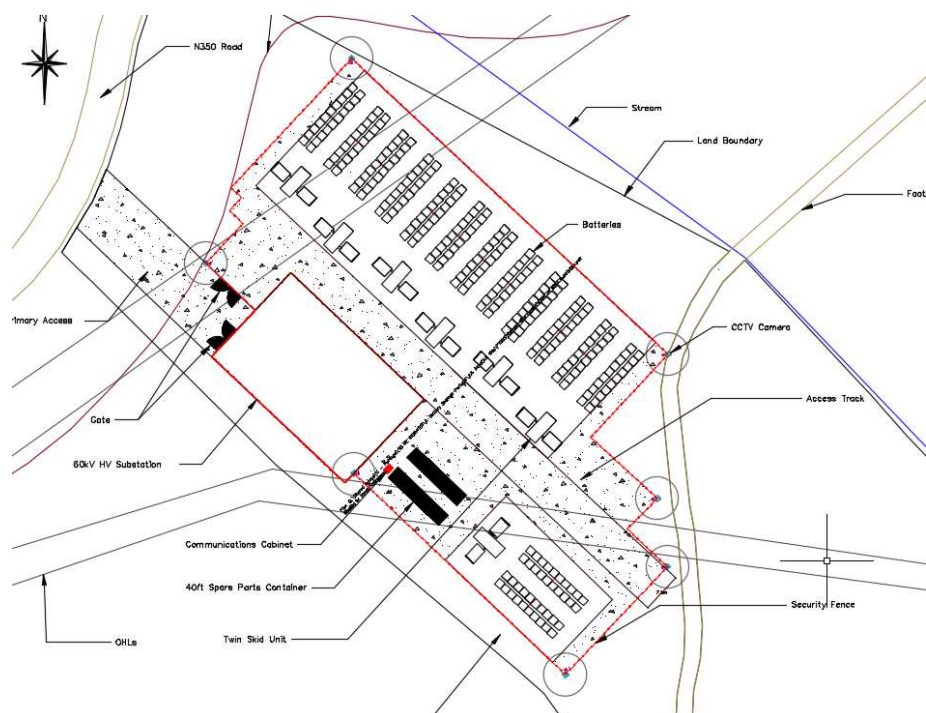 N
N350 Road
Stream
Land Boundary
Foot
Batteries
rimary Access
CCTV Camera
Access Track
Gate
60kV HV Substation
Communications Cabinet
40ft Spare Parts Container
Security Fence
OHLs
Twin Skid Unit